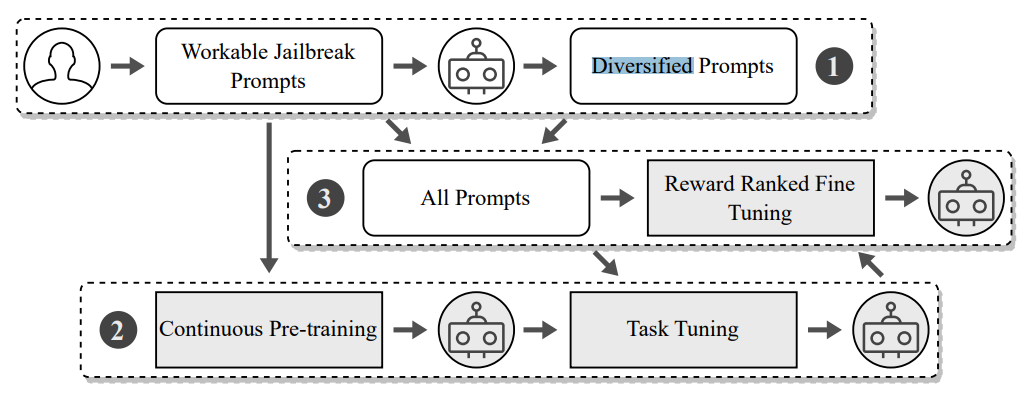 Workable Jailbreak
Prompts
Diversified Prompts
1
3
All Prompts
Reward Ranked Fine
Tuning
2
Continuous Pre-training
Task Tuning